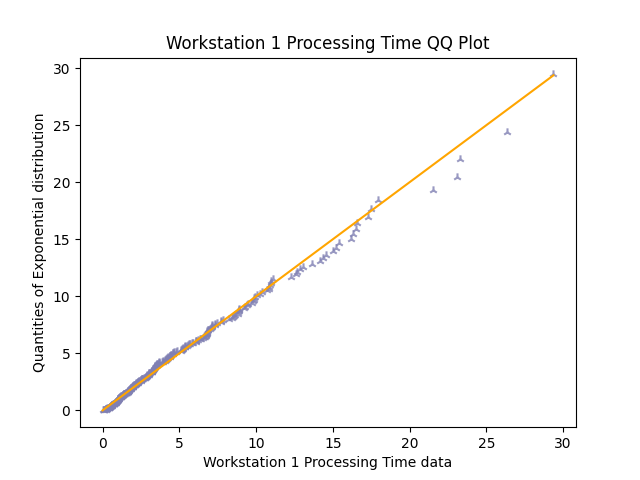 Workstation 1 Processing Time QQ Plot
Quantities of Exponential distribution
30
25
20
15
10
5
0
0 5 10 15 20 25 30
Workstation 1 Processing Time data